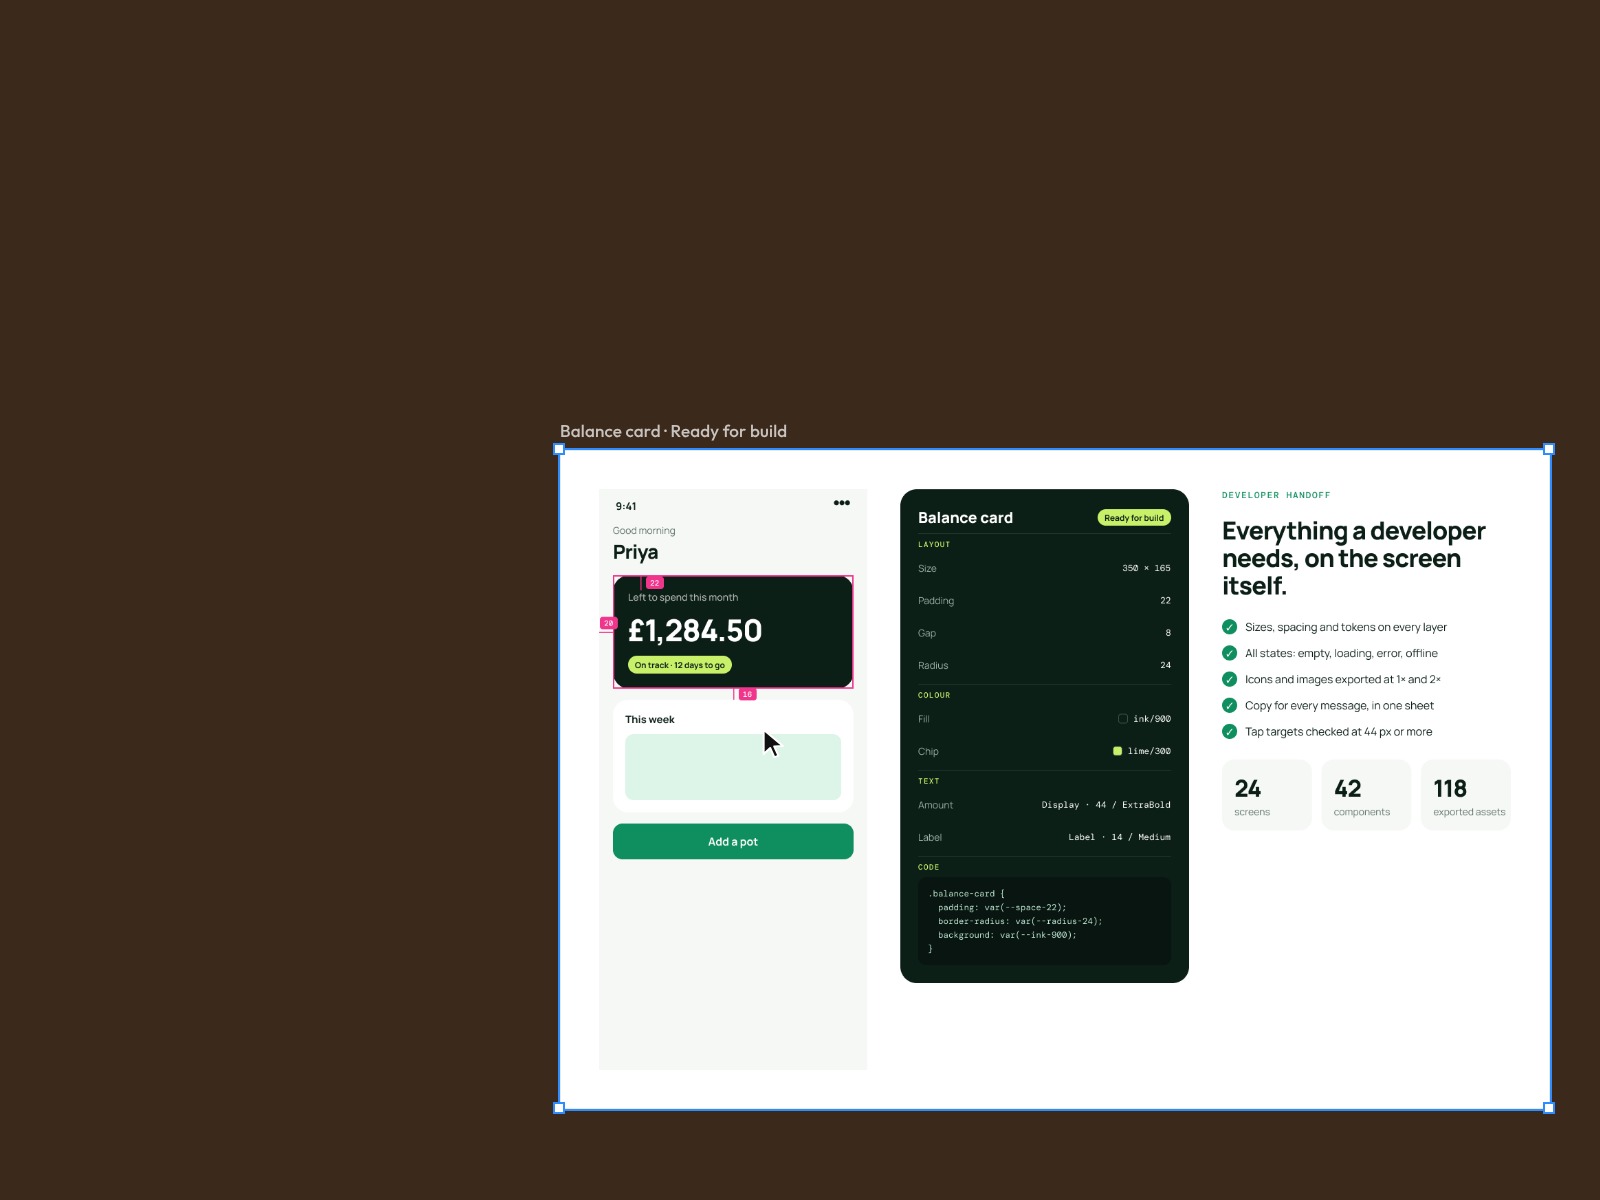 Balance card · Ready for build
9:41
Good morning
Priya
22
Left to spend this month
20
£1,284.50
On track · 12 days to go
16
This week
Add a pot
Balance card
Ready for build
LAYOUT
Size 350 × 165
Padding 22
Gap 8
Radius 24
COLOUR
Fill ink/900
Chip lime/300
TEXT
Amount Display · 44 / ExtraBold
Label Label · 14 / Medium
CODE
.balance-card {
padding: var(--space-22);
border-radius: var(--radius-24);
background: var(--ink-900);
}
DEVELOPER HANDOFF
Everything a developer
needs, on the screen
itself.
✓ Sizes, spacing and tokens on every layer
✓ All states: empty, loading, error, offline
✓ Icons and images exported at 1× and 2×
✓ Copy for every message, in one sheet
✓ Tap targets checked at 44 px or more
24
screens
42
components
118
exported assets